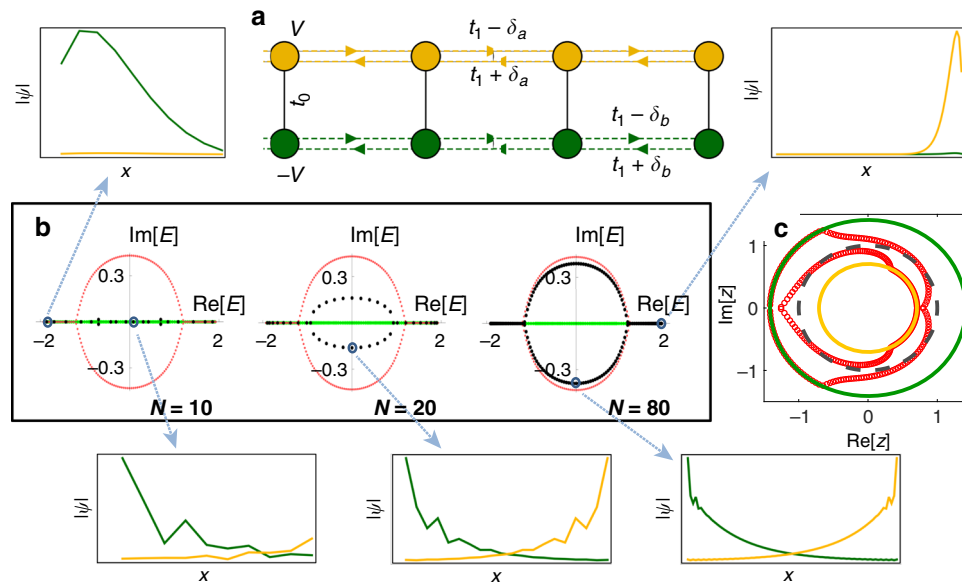 a
V
t₁ − δₐ
t₁ + δₐ
t₀
t₁ − δ_b
t₁ + δ_b
−V
|ψ|
x
|ψ|
x
b
Im[E]
0.3
Re[E]
−2
2
−0.3
N = 10
Im[E]
0.3
Re[E]
−2
2
−0.3
N = 20
Im[E]
0.3
Re[E]
−2
2
−0.3
N = 80
c
Im[z]
1
0
−1
−1
0
1
Re[z]
|ψ|
x
|ψ|
x
|ψ|
x